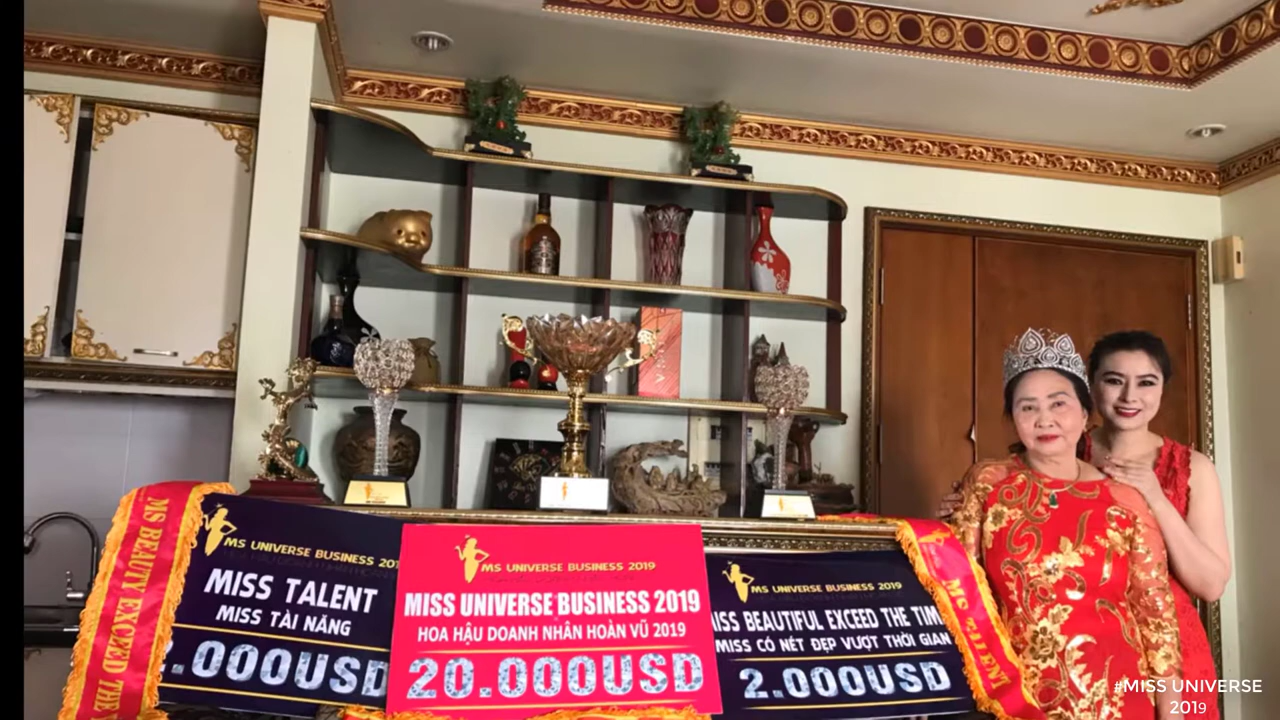 MS BEAUTY EXCEED THE
MS UNIVERSE BUSINESS 201
MISS TALENT
MISS TÀI NĂNG
2.000USD
MS UNIVERSE BUSINESS 2019
MISS UNIVERSE BUSINESS 2019
HOA HẬU DOANH NHÂN HOÀN VŨ 2019
20.000USD
MS UNIVERSE BUSINESS 2019
MISS BEAUTIFUL EXCEED THE TIM
MISS CÓ NÉT ĐẸP VƯỢT THỜI GIAN
2.000USD
MS TALENT
#MISS UNIVERSE
2019